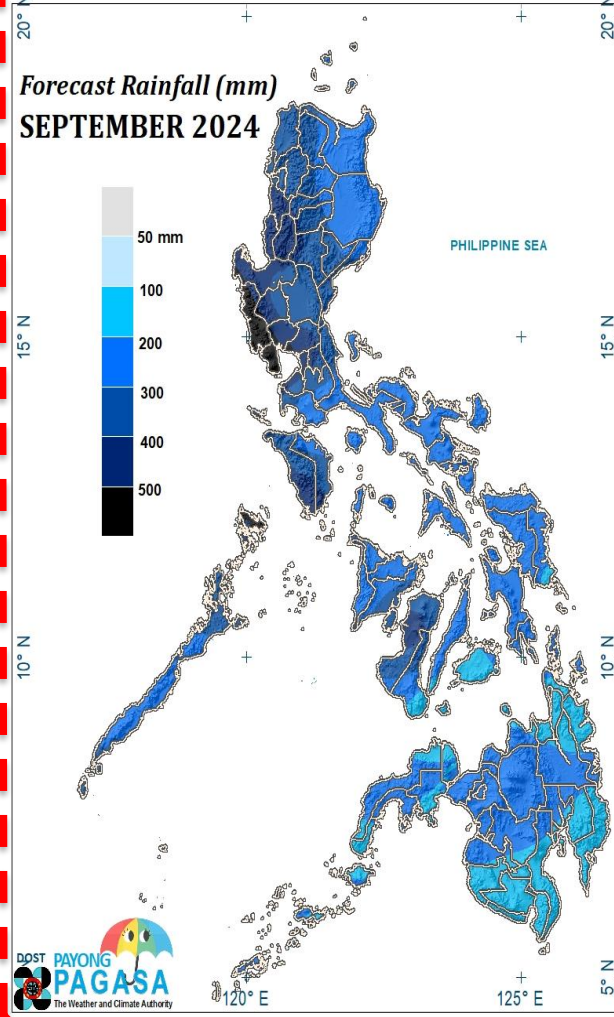 Forecast Rainfall (mm)
SEPTEMBER 2024
50 mm
100
200
300
400
500
PHILIPPINE SEA
20° N
15° N
10° N
5° N
20° N
15° N
10° N
120° E
125° E
DOST
PAYONG
PAGASA
The Weather and Climate Authority